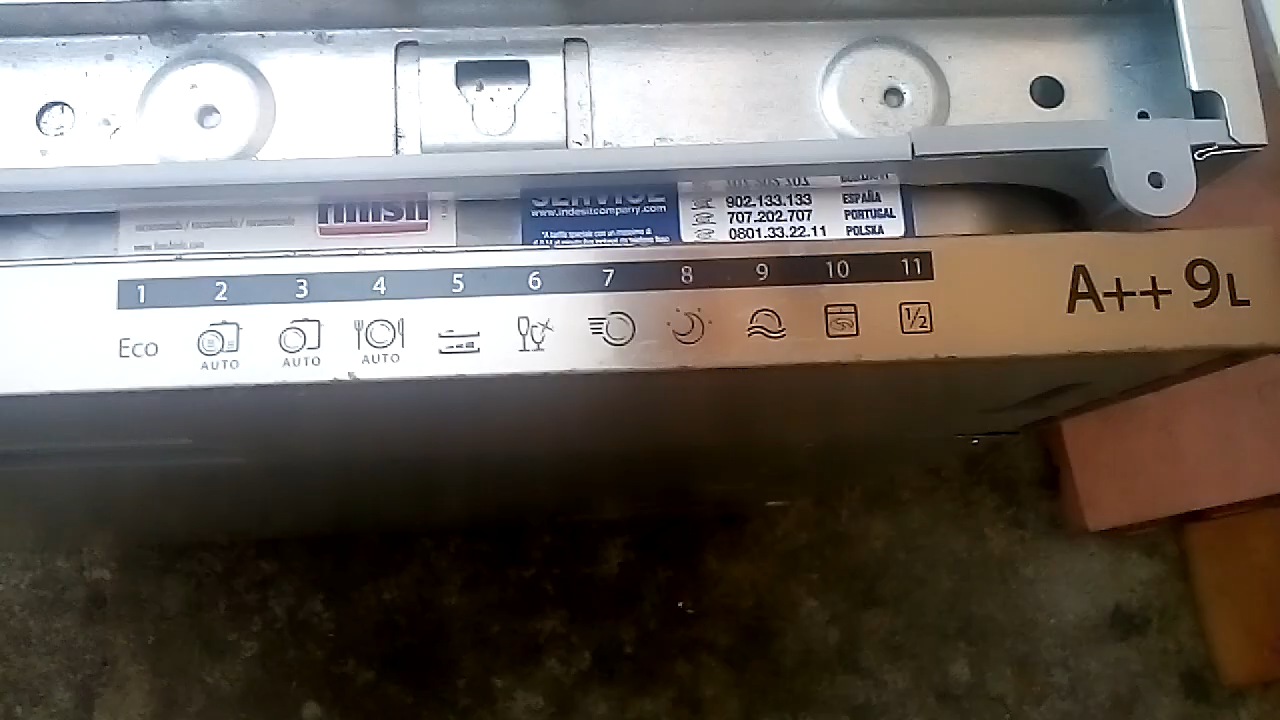 SERVICE
www.indesitcompany.com
902.133.133 ESPAÑA
707.202.707 PORTUGAL
0801.33.22.11 POLSKA
1 2 3 4 5 6 7 8 9 10 11
A++ 9L
Eco
AUTO AUTO AUTO
1/2